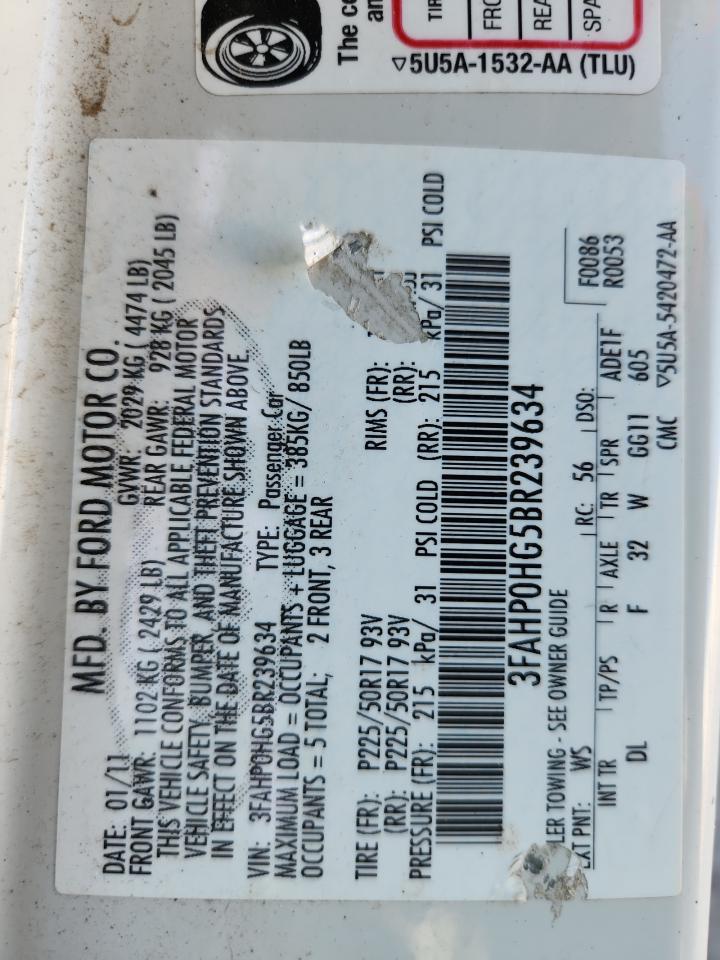 The co
an
TIR
FRO
REA
SPA
▽5U5A-1532-AA (TLU)
MFD. BY FORD MOTOR CO.
DATE: 01/11 GVWR: 2029 KG ( 4474 LB)
FRONT GAWR: 1102 KG ( 2429 LB) REAR GAWR: 928 KG ( 2045 LB)
THIS VEHICLE CONFORMS TO ALL APPLICABLE FEDERAL MOTOR
VEHICLE SAFETY, BUMPER, AND THEFT PREVENTION STANDARDS
IN EFFECT ON THE DATE OF MANUFACTURE SHOWN ABOVE.
VIN: 3FAHP0HG5BR239634 TYPE: Passenger Car
MAXIMUM LOAD = OCCUPANTS + LUGGAGE = 385KG/ 850LB
OCCUPANTS = 5 TOTAL; 2 FRONT, 3 REAR
TIRE (FR): P225/50R17 93V RIMS (FR):
(RR): P225/50R17 93V (RR):
PRESSURE (FR): 215 kPa/ 31 PSI COLD (RR): 215 kPa/ 31 PSI COLD
3FAHP0HG5BR239634
LER TOWING - SEE OWNER GUIDE F0086
EXT PNT: WS RC: 56 DSO: R0053
INT TR TP/PS R AXLE TR SPR ADE1F
DL F 32 W GG11 605
CMC ▽5U5A-5420472-AA